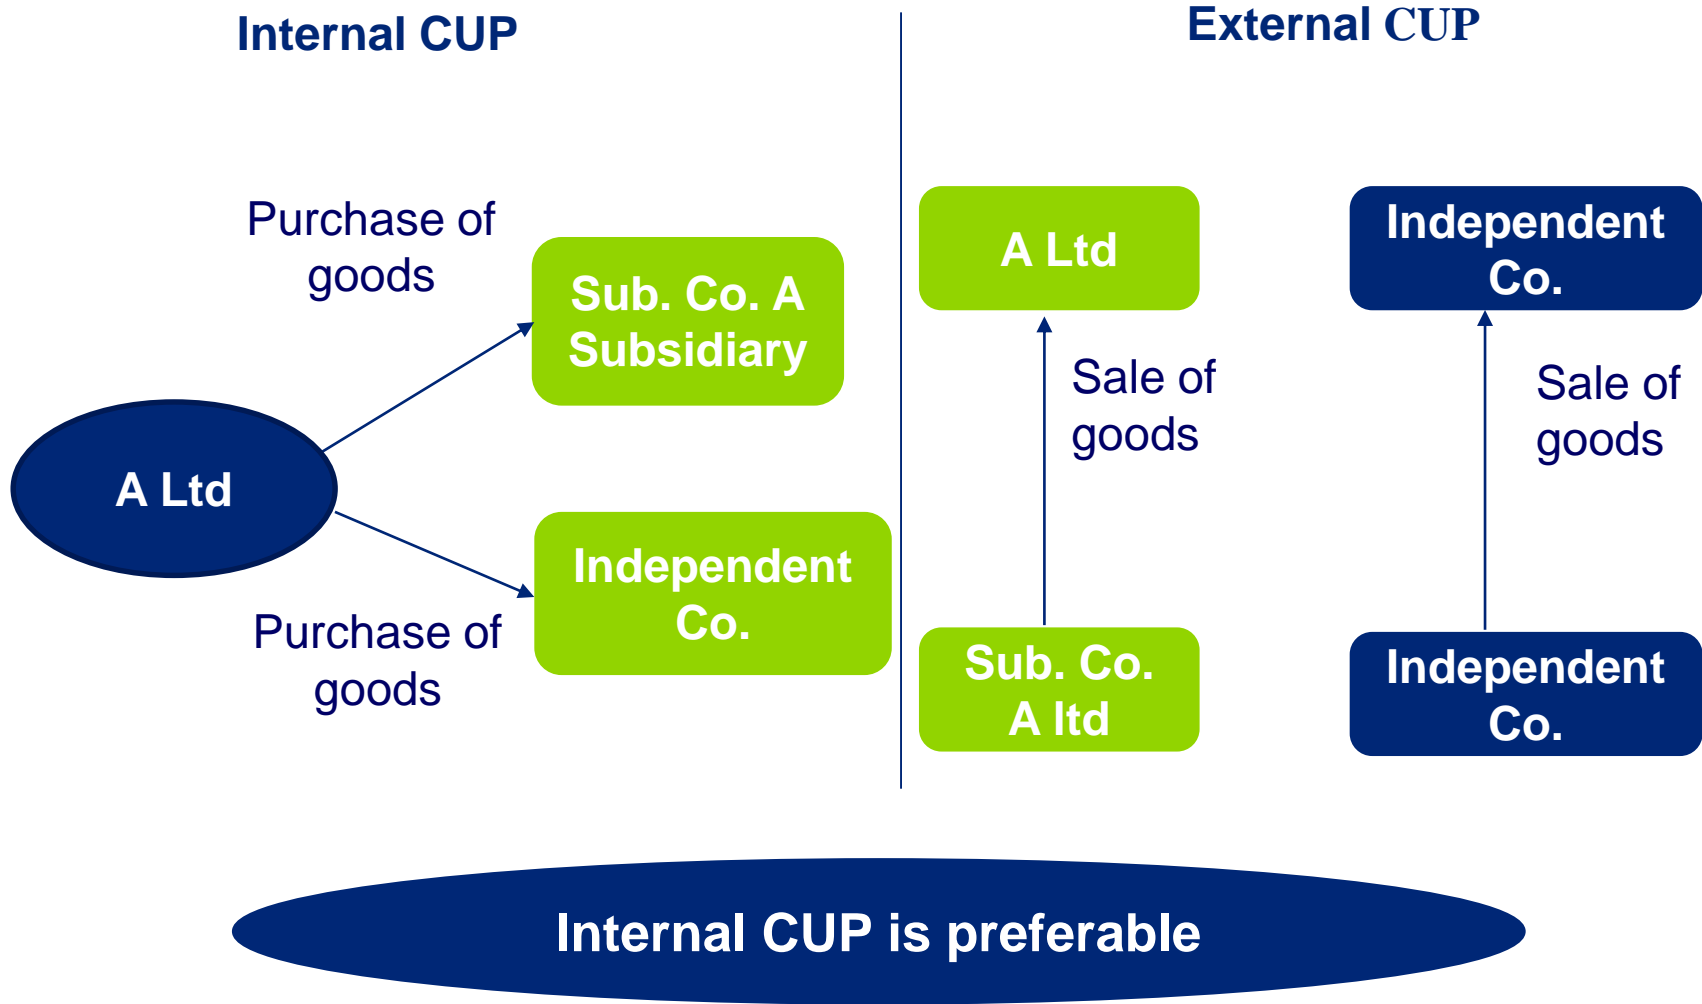 Internal CUP
Purchase of
goods
Sub. Co. A
Subsidiary
A Ltd
Independent
Co.
Purchase of
goods
External CUP
A Ltd
Sale of
goods
Sub. Co.
A ltd
Independent
Co.
Sale of
goods
Independent
Co.
Internal CUP is preferable